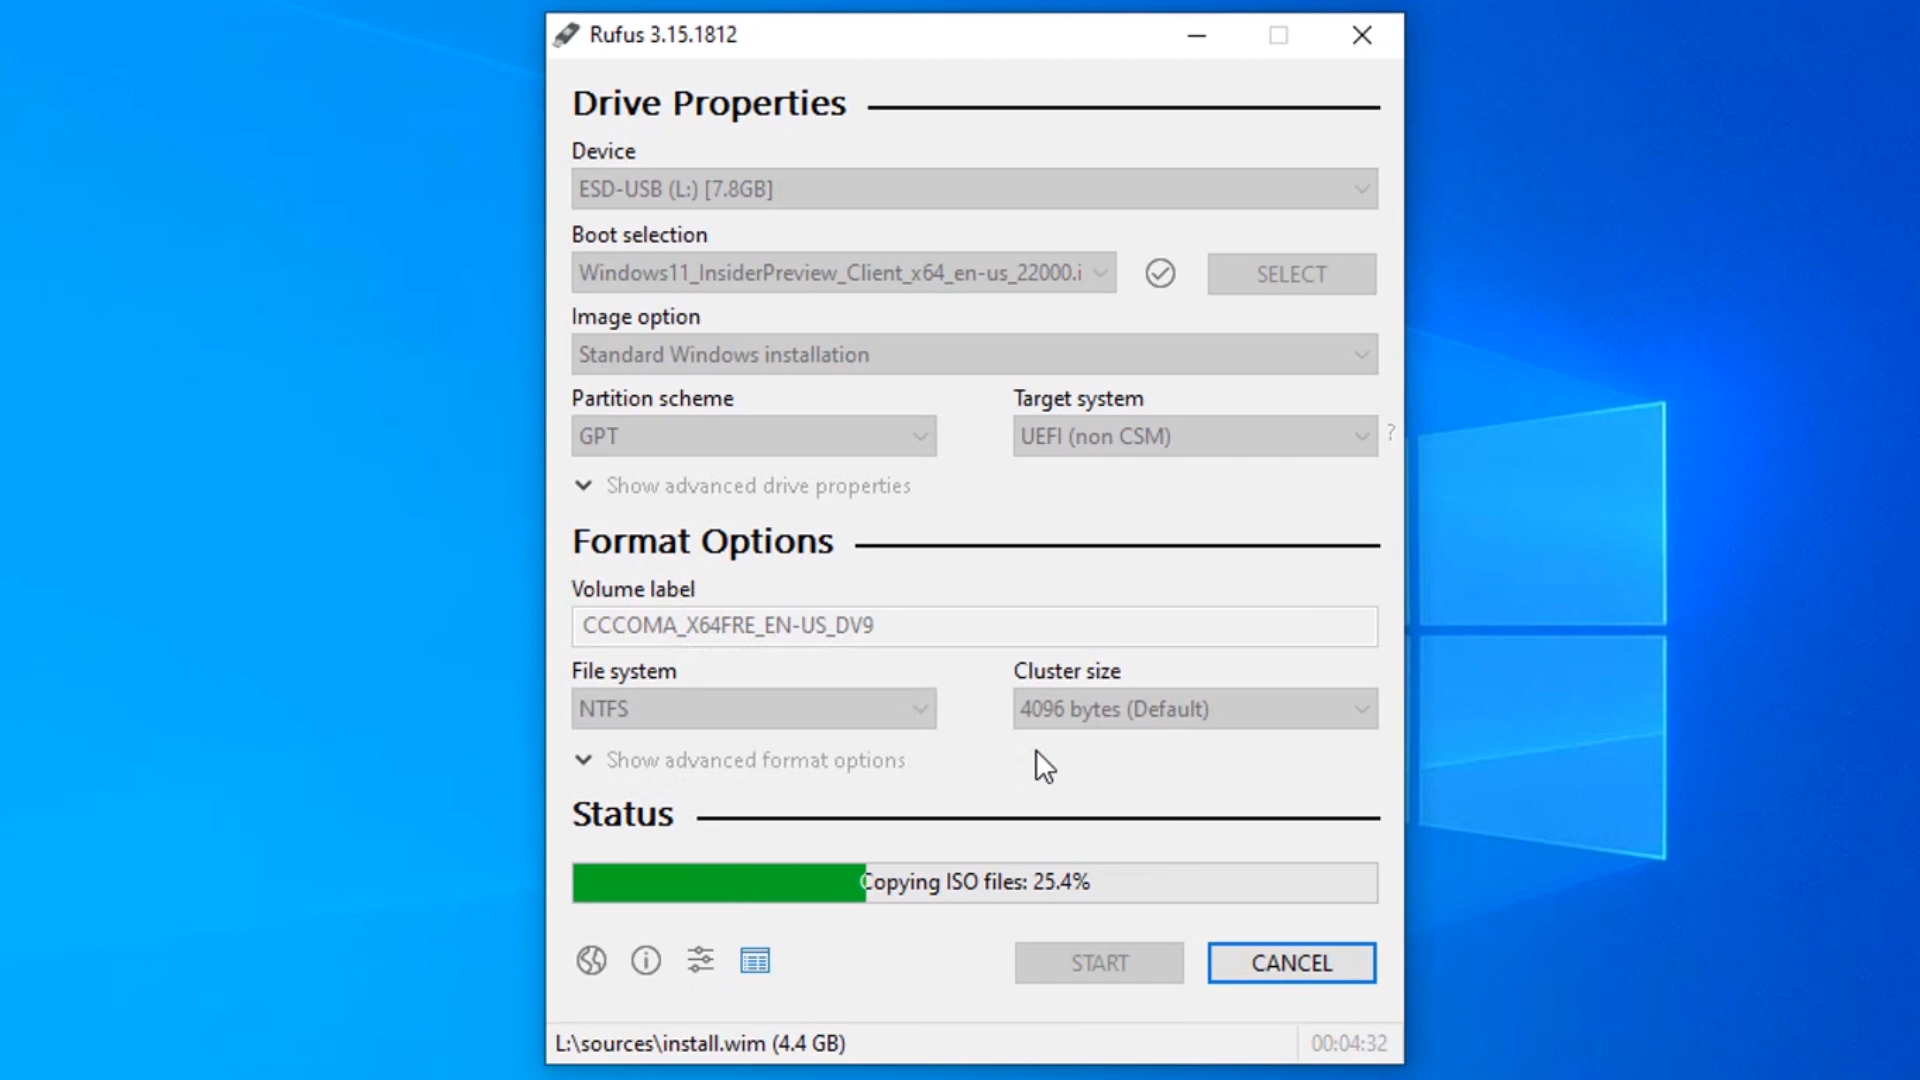 Rufus 3.15.1812
Drive Properties
Device
ESD-USB (L:) [7.8GB]
Boot selection
Windows11_InsiderPreview_Client_x64_en-us_22000.i
SELECT
Image option
Standard Windows installation
Partition scheme
Target system
GPT
UEFI (non CSM)
?
Show advanced drive properties
Format Options
Volume label
CCCOMA_X64FRE_EN-US_DV9
File system
Cluster size
NTFS
4096 bytes (Default)
Show advanced format options
Status
Copying ISO files: 25.4%
START
CANCEL
L:\sources\install.wim (4.4 GB)
00:04:32